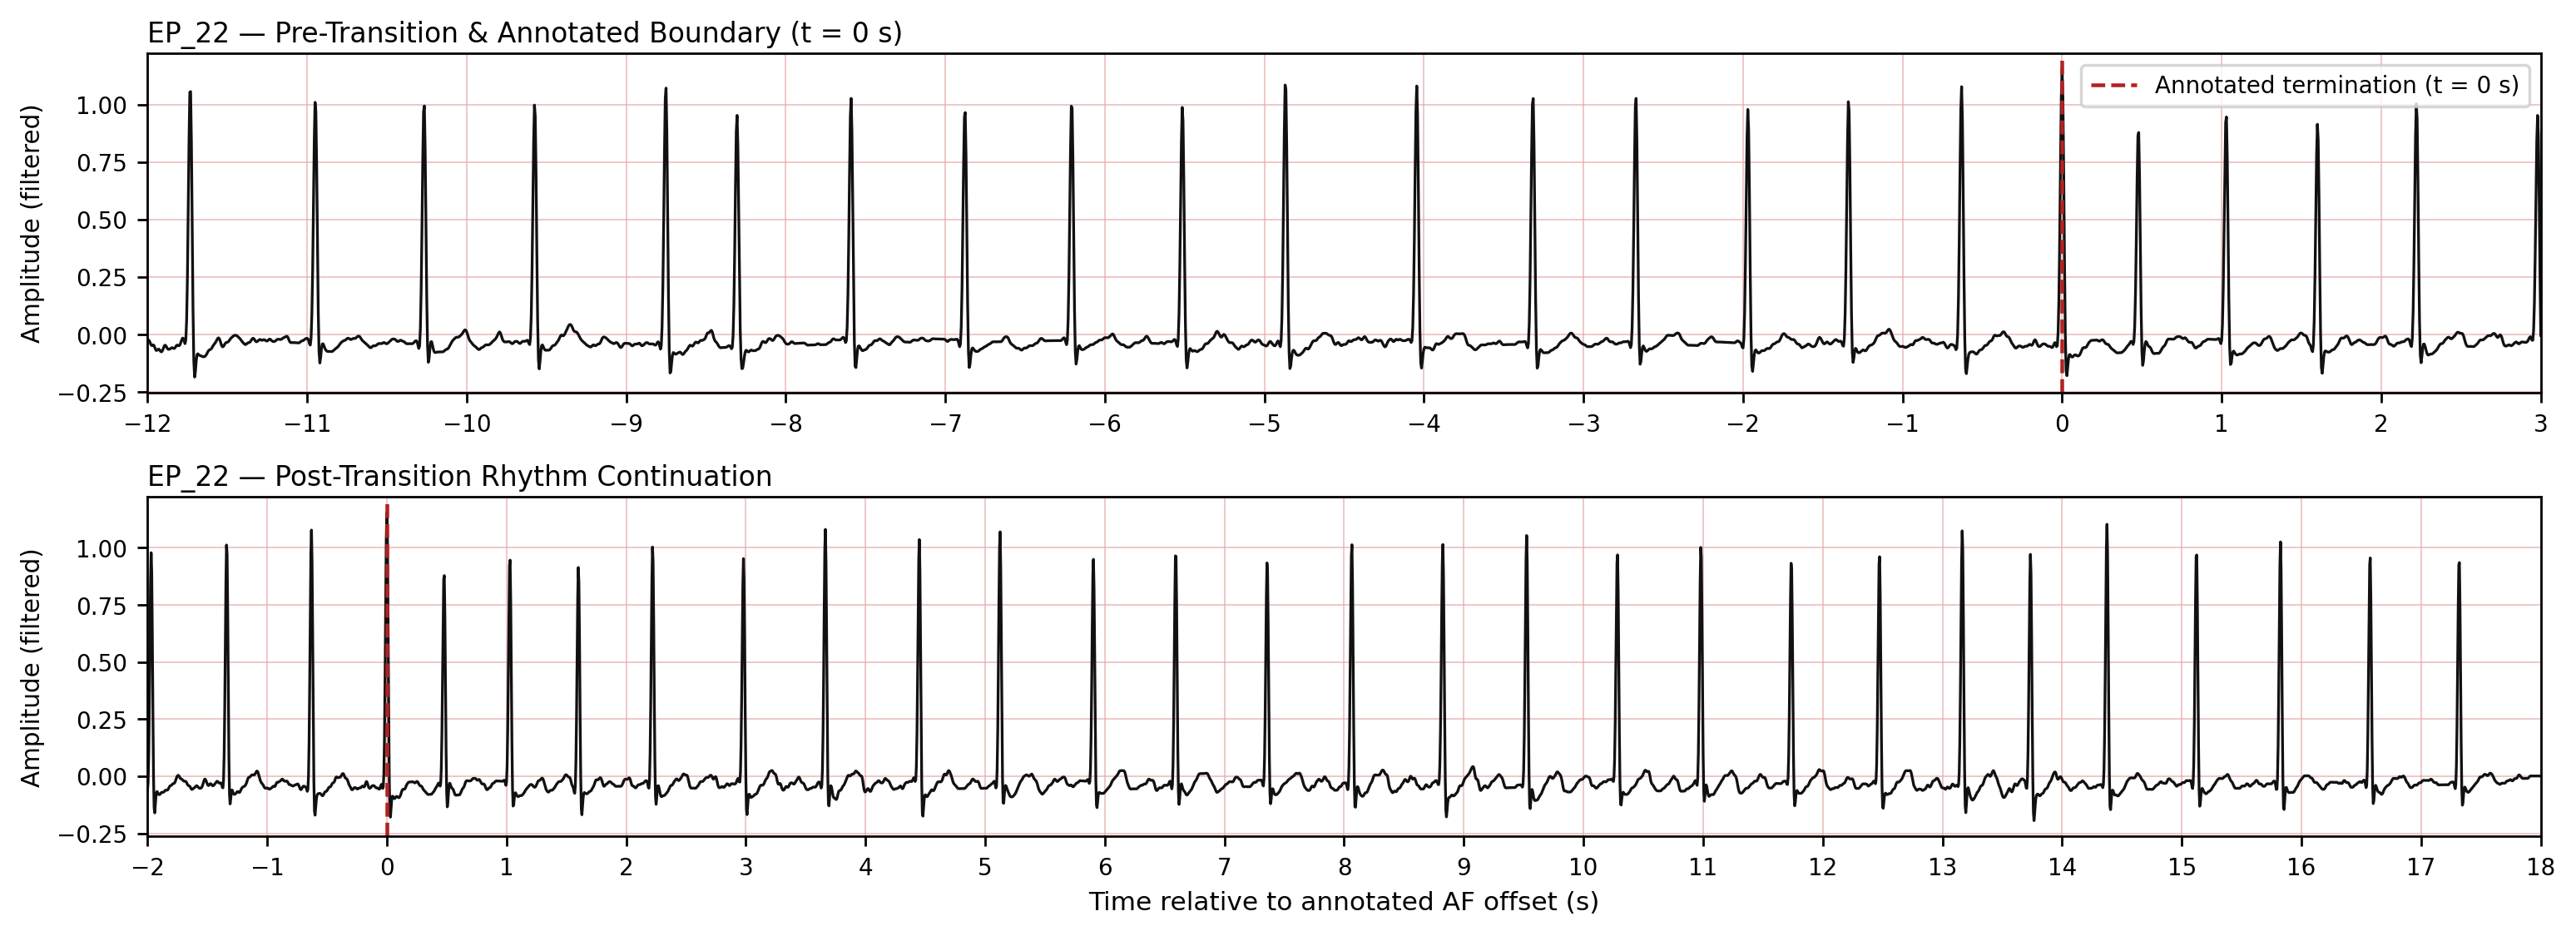 EP_22 — Pre-Transition & Annotated Boundary (t = 0 s)
Amplitude (filtered)
1.00
0.75
0.50
0.25
0.00
−0.25
Annotated termination (t = 0 s)
−12 −11 −10 −9 −8 −7 −6 −5 −4 −3 −2 −1 0 1 2 3
EP_22 — Post-Transition Rhythm Continuation
Amplitude (filtered)
1.00
0.75
0.50
0.25
0.00
−0.25
−2 −1 0 1 2 3 4 5 6 7 8 9 10 11 12 13 14 15 16 17 18
Time relative to annotated AF offset (s)